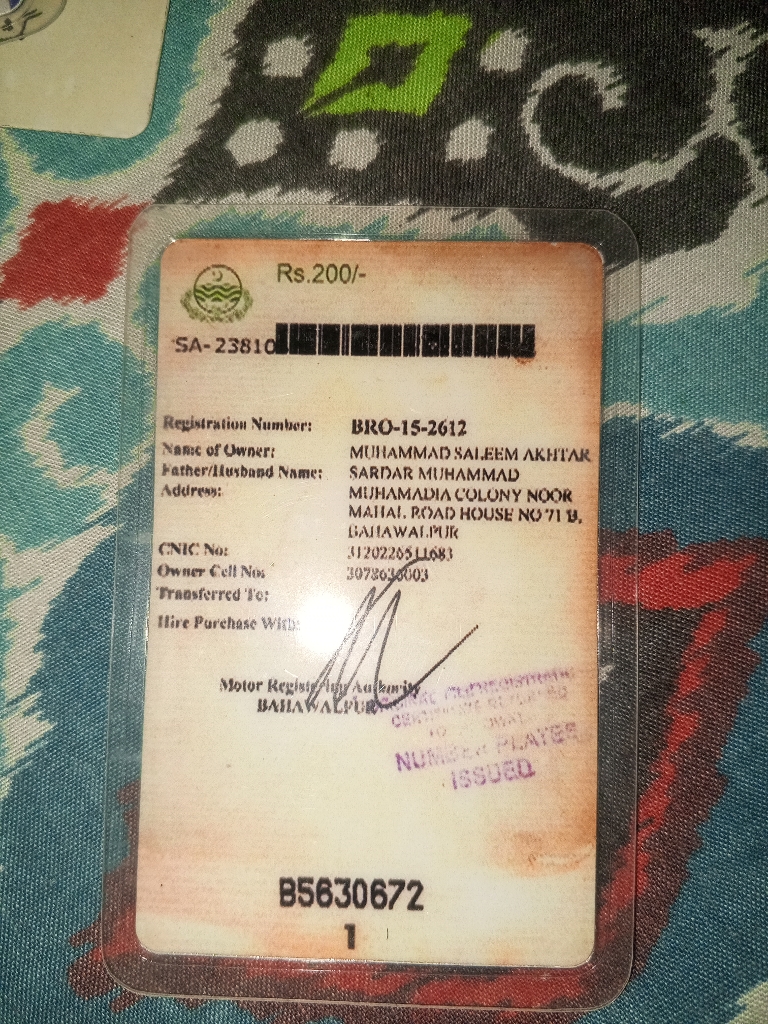 Rs.200/-
SA-23810
Registration Number: BRO-15-2612
Name of Owner: MUHAMMAD SALEEM AKHTAR
Father/Husband Name: SARDAR MUHAMMAD
Address: MUHAMADIA COLONY NOOR
MAHAL ROAD HOUSE NO 71 B,
BAHAWALPUR
CNIC No: 3120226511683
Owner Cell No:
Transferred To:
Hire Purchase With:
Motor Registering Authority
BAHAWALPUR
NUMBER PLATES
ISSUED
B5630672
1